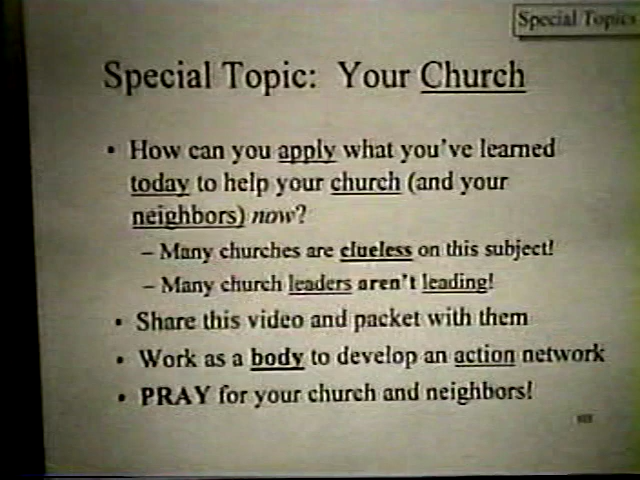 Special Topics
Special Topic: Your Church
• How can you apply what you've learned
today to help your church (and your
neighbors) now?
– Many churches are clueless on this subject!
– Many church leaders aren't leading!
• Share this video and packet with them
• Work as a body to develop an action network
• PRAY for your church and neighbors!